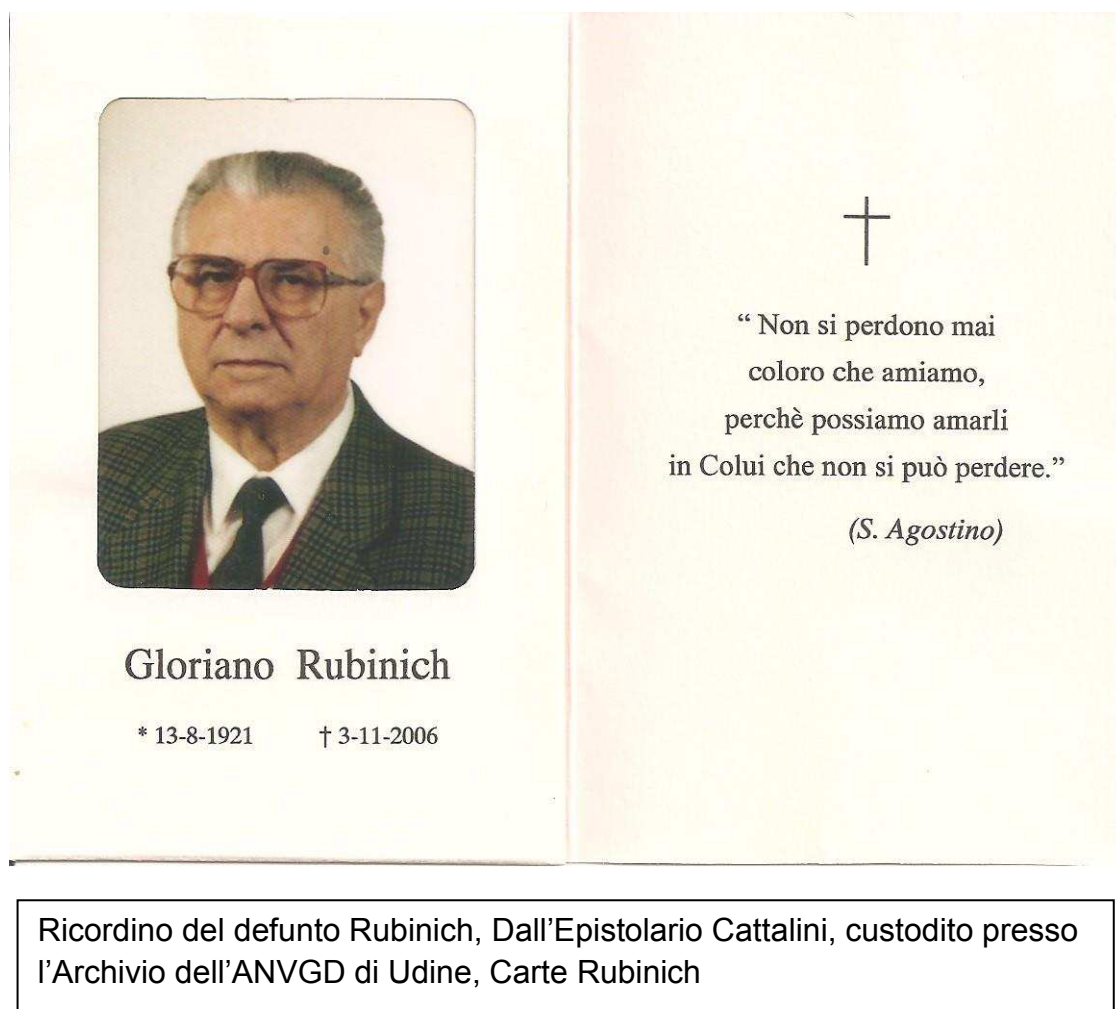 Gloriano Rubinich
* 13-8-1921 † 3-11-2006
“ Non si perdono mai
coloro che amiamo,
perchè possiamo amarli
in Colui che non si può perdere.”
(S. Agostino)
Ricordino del defunto Rubinich, Dall’Epistolario Cattalini, custodito presso
l’Archivio dell’ANVGD di Udine, Carte Rubinich